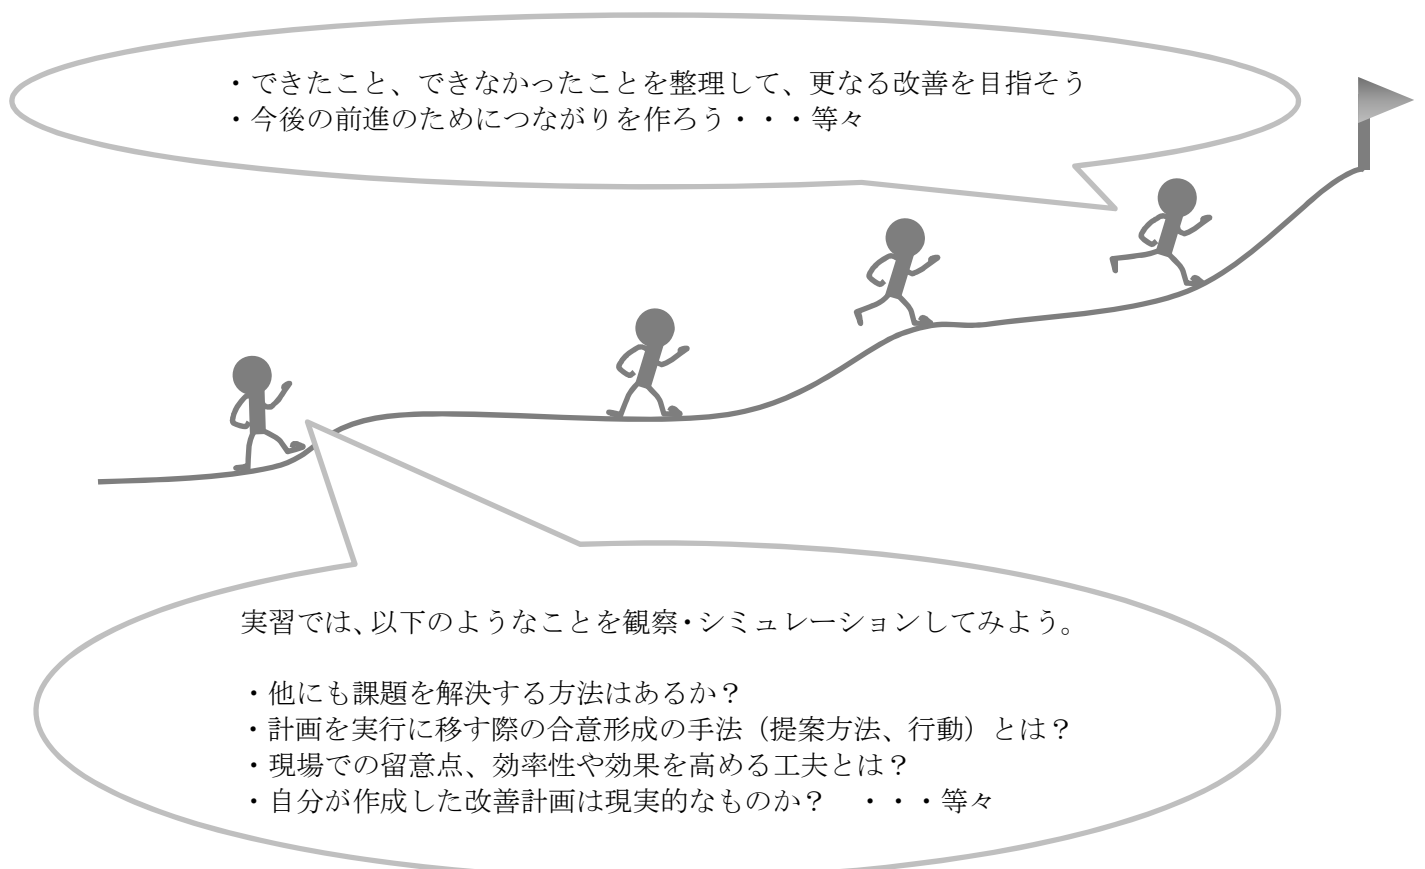 ・できたこと、できなかったことを整理して、更なる改善を目指そう
・今後の前進のためにつながりを作ろう・・・等々
実習では、以下のようなことを観察・シミュレーションしてみよう。
・他にも課題を解決する方法はあるか？
・計画を実行に移す際の合意形成の手法（提案方法、行動）とは？
・現場での留意点、効率性や効果を高める工夫とは？
・自分が作成した改善計画は現実的なものか？　・・・等々